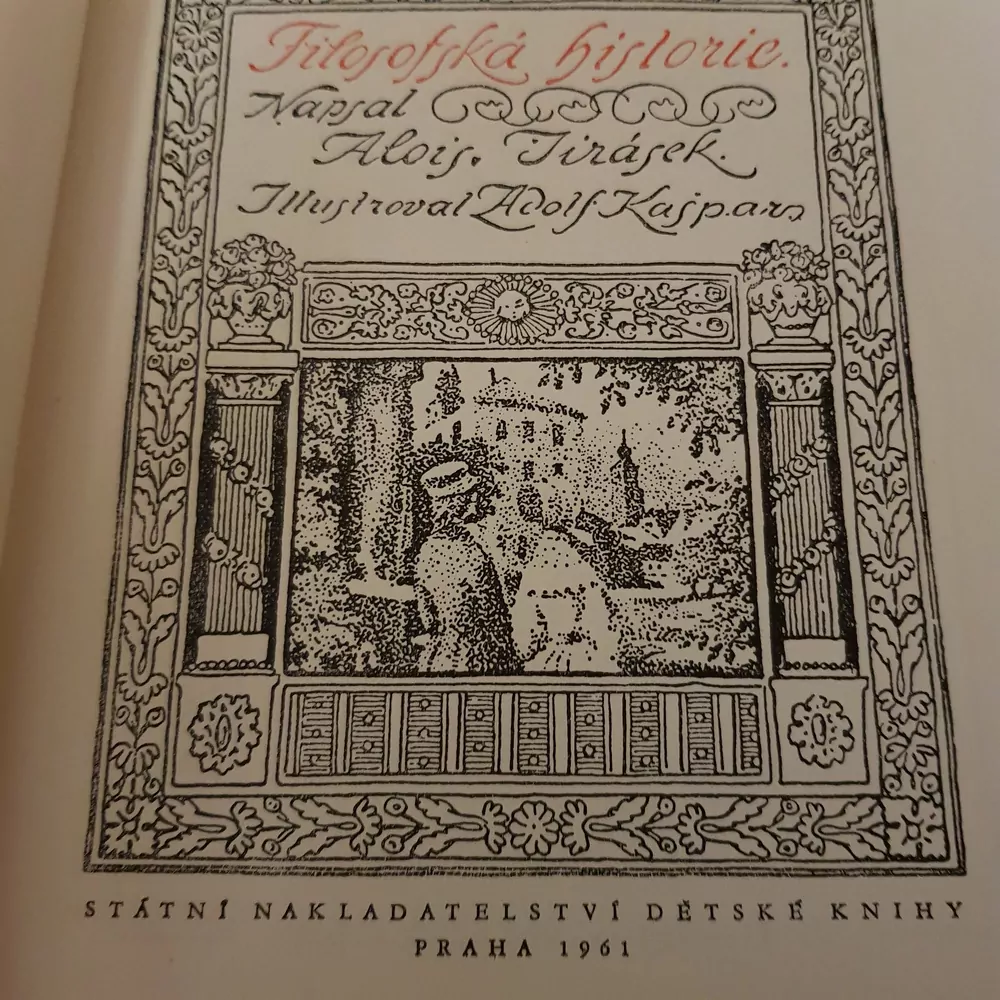 Filosofská historie.
Napsal
Alois. Jirásek.
Illustroval Adolf Kašpar.
STÁTNÍ NAKLADATELSTVÍ DĚTSKÉ KNIHY
PRAHA 1961